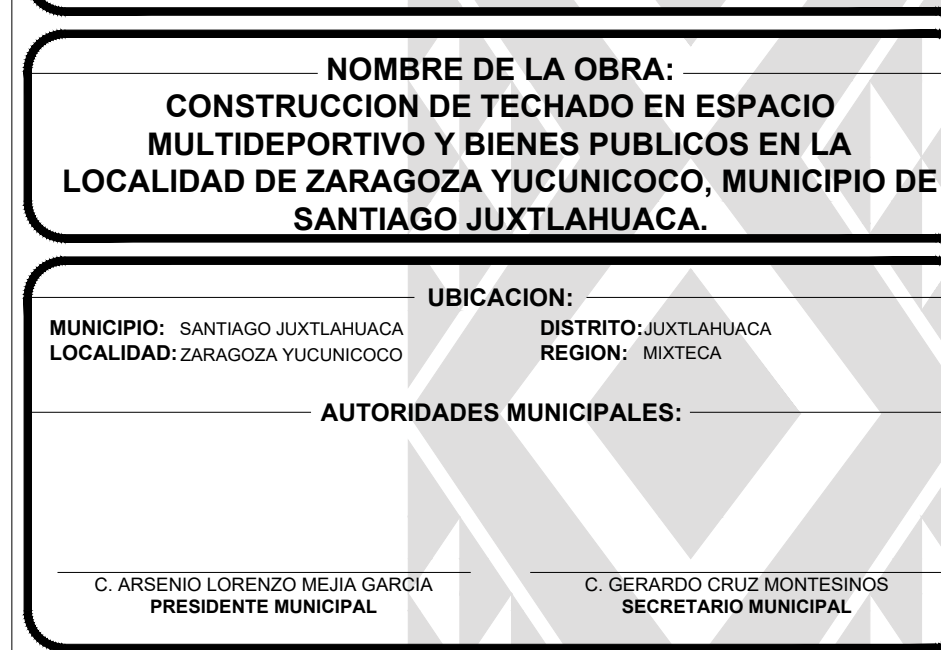 NOMBRE DE LA OBRA:
CONSTRUCCION DE TECHADO EN ESPACIO
MULTIDEPORTIVO Y BIENES PUBLICOS EN LA
LOCALIDAD DE ZARAGOZA YUCUNICOCO, MUNICIPIO DE
SANTIAGO JUXTLAHUACA.
UBICACION:
MUNICIPIO: SANTIAGO JUXTLAHUACA DISTRITO: JUXTLAHUACA
LOCALIDAD: ZARAGOZA YUCUNICOCO REGION: MIXTECA
AUTORIDADES MUNICIPALES:
C. ARSENIO LORENZO MEJIA GARCIA C. GERARDO CRUZ MONTESINOS
PRESIDENTE MUNICIPAL SECRETARIO MUNICIPAL